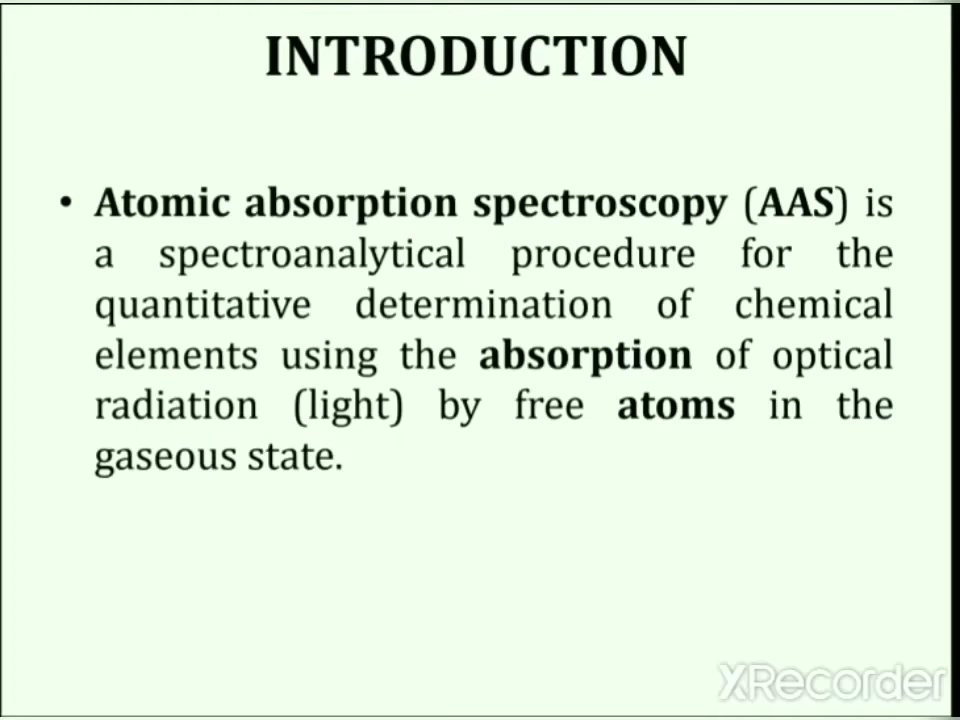 INTRODUCTION
• Atomic absorption spectroscopy (AAS) is
a spectroanalytical procedure for the
quantitative determination of chemical
elements using the absorption of optical
radiation (light) by free atoms in the
gaseous state.
XRecorder